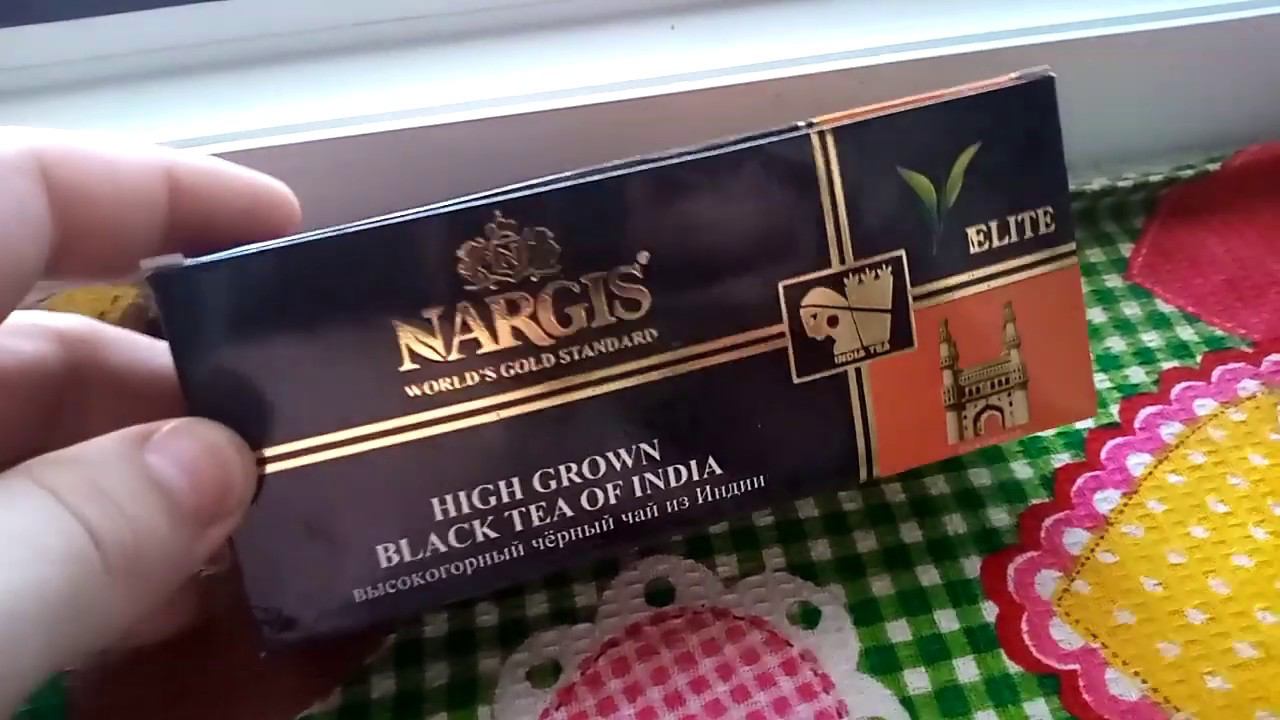 NARGIS
WORLD'S GOLD STANDARD
ELITE
INDIA TEA
HIGH GROWN
BLACK TEA OF INDIA
высокогорный чёрный чай из Индии